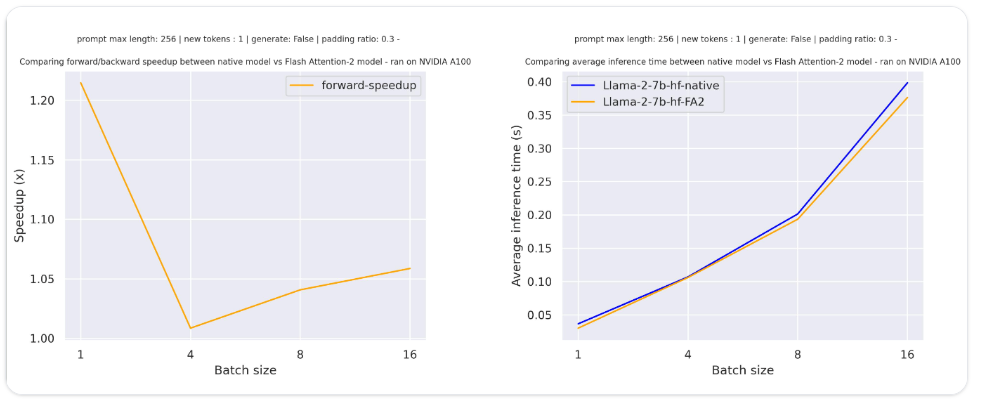 prompt max length: 256 | new tokens : 1 | generate: False | padding ratio: 0.3 -
Comparing forward/backward speedup between native model vs Flash Attention-2 model - ran on NVIDIA A100
forward-speedup
Speedup (x)
1.20
1.15
1.10
1.05
1.00
1 4 8 16
Batch size
prompt max length: 256 | new tokens : 1 | generate: False | padding ratio: 0.3 -
Comparing average inference time between native model vs Flash Attention-2 model - ran on NVIDIA A100
Llama-2-7b-hf-native
Llama-2-7b-hf-FA2
Average inference time (s)
0.40
0.35
0.30
0.20
0.15
0.10
0.05
1 4 8 16
Batch size